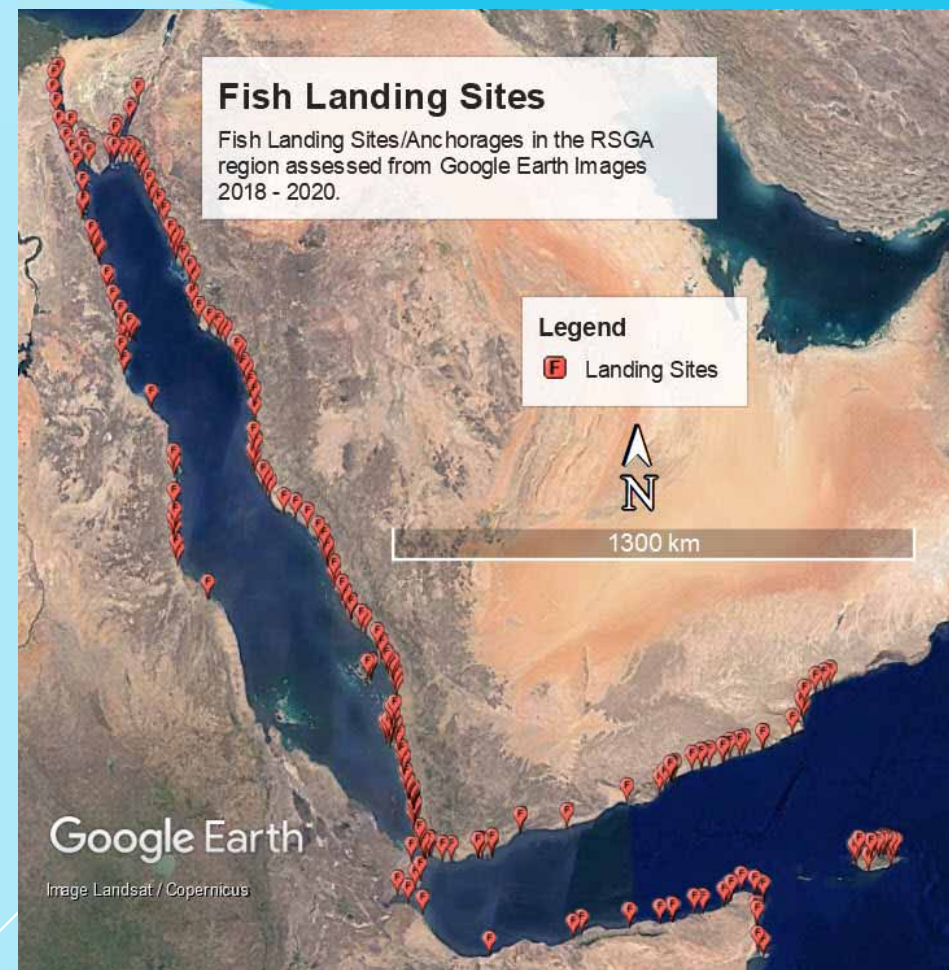 Fish Landing Sites
Fish Landing Sites/Anchorages in the RSGA
region assessed from Google Earth Images
2018 - 2020.
Legend
F Landing Sites
N
1300 km
Google Earth
Image Landsat / Copernicus